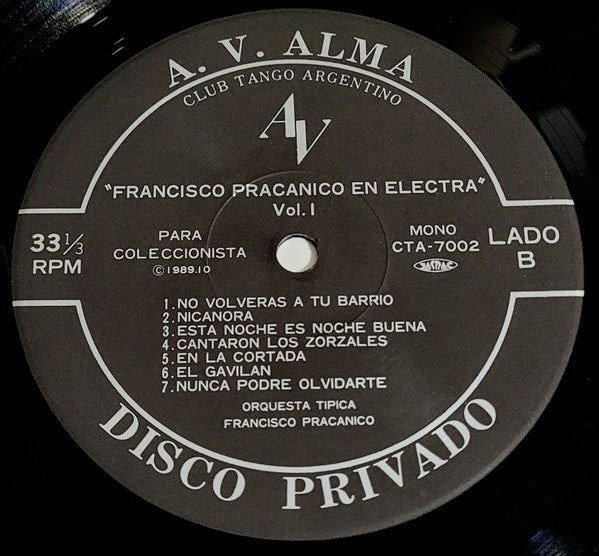 A. V. ALMA
CLUB TANGO ARGENTINO
AV
"FRANCISCO PRACANICO EN ELECTRA"
Vol. I
33⅓
RPM
PARA
COLECCIONISTA
©1989.10
MONO
CTA-7002
JASRAC
LADO
B
1. NO VOLVERAS A TU BARRIO
2. NICANORA
3. ESTA NOCHE ES NOCHE BUENA
4. CANTARON LOS ZORZALES
5. EN LA CORTADA
6. EL GAVILAN
7. NUNCA PODRE OLVIDARTE
ORQUESTA TIPICA
FRANCISCO PRACANICO
DISCO PRIVADO